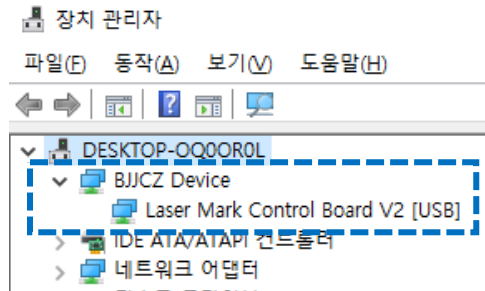 장치 관리자
파일(F) 동작(A) 보기(V) 도움말(H)
DESKTOP-OQ0OR0L
BJJCZ Device
Laser Mark Control Board V2 [USB]
IDE ATA/ATAPI 컨트롤러
네트워크 어댑터